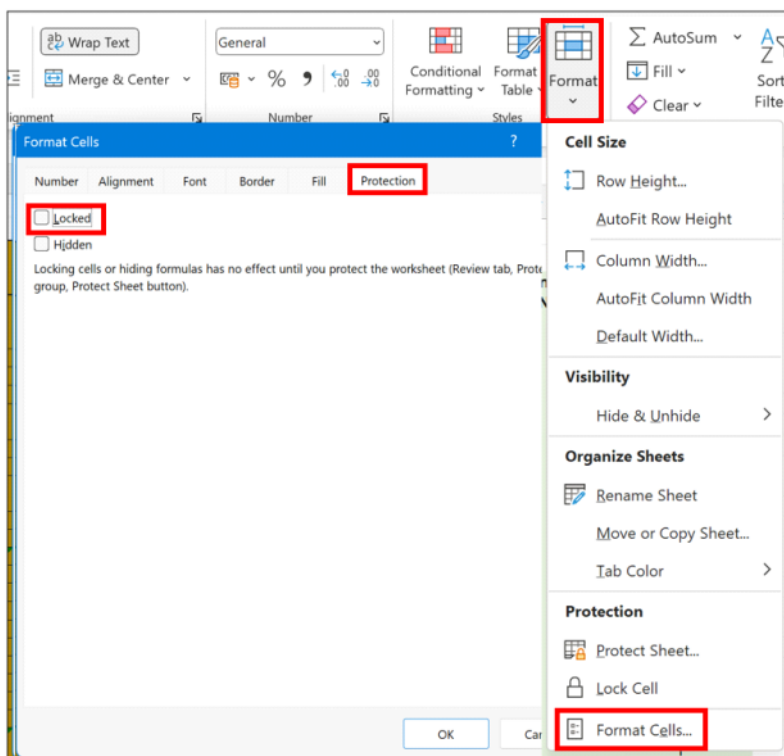 Wrap Text
General
AutoSum
Merge & Center
Conditional
Formatting
Format
Table
Format
Fill
Clear
Sort
Filte
ignment
Number
Styles
Format Cells
?
Number Alignment Font Border Fill Protection
Locked
Hidden
Locking cells or hiding formulas has no effect until you protect the worksheet (Review tab, Prote
group, Protect Sheet button).
OK
Can
Cell Size
Row Height...
AutoFit Row Height
Column Width...
AutoFit Column Width
Default Width...
Visibility
Hide & Unhide
Organize Sheets
Rename Sheet
Move or Copy Sheet...
Tab Color
Protection
Protect Sheet...
Lock Cell
Format Cells...